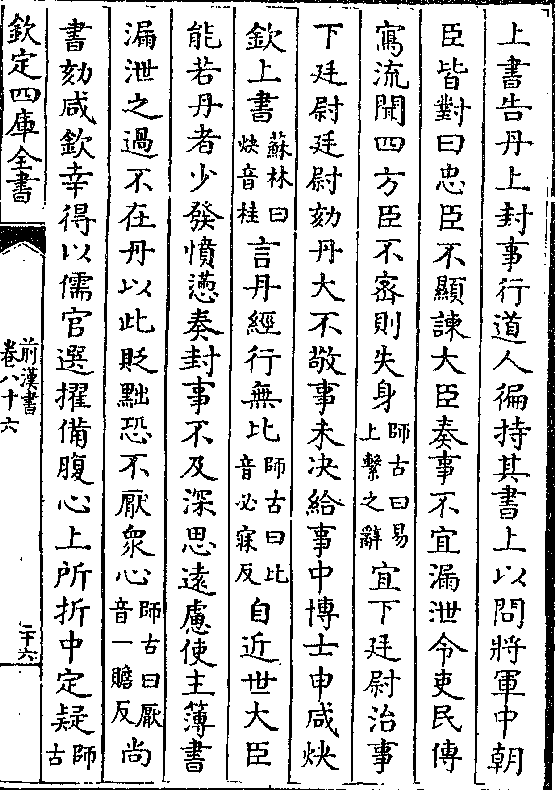 上書告丹上封事行道人徧持其書上以問將軍中朝
臣皆對曰忠臣不顯諫大臣奏事不宜漏泄令吏民傳
寫流聞四方臣不宻則失身師古曰易上繫之辭宜下廷尉治事
下廷尉廷尉劾丹大不敬事未決給事中博士申咸炔
欽上書蘇林曰炔音桂言丹經行無比師古曰比音必寐反自近世大臣
能若丹者少發憤懣奏封事不及深思遠慮使主簿書
漏泄之過不在丹以此貶黜恐不厭衆心師古曰厭音一贍反尚
書劾咸欽幸得以儒官選擢備腹心上所折中定疑師古
欽定四庫全書
前漢書
卷八十六
二十六